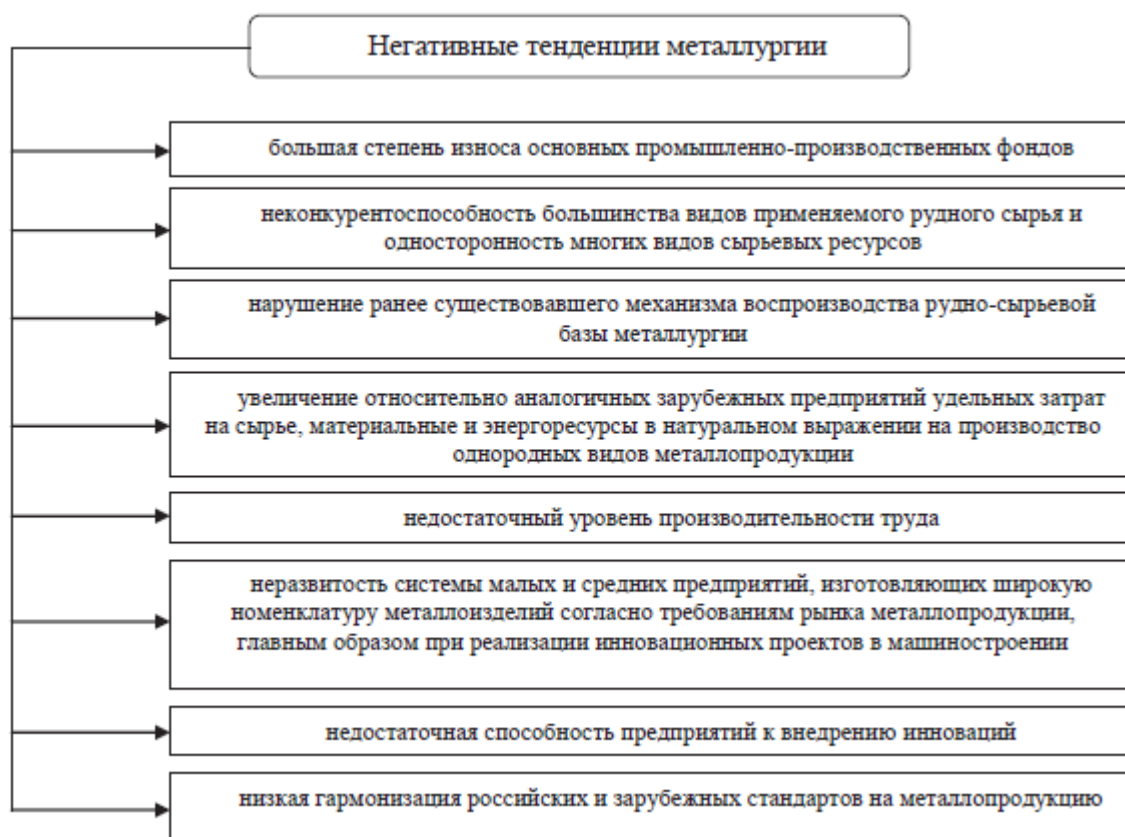 Негативные тенденции металлургии
большая степень износа основных промышленно-производственных фондов
неконкурентоспособность большинства видов применяемого рудного сырья и
односторонность многих видов сырьевых ресурсов
нарушение ранее существовавшего механизма воспроизводства рудно-сырьевой
базы металлургии
увеличение относительно аналогичных зарубежных предприятий удельных затрат
на сырье, материальные и энергоресурсы в натуральном выражении на производство
однородных видов металлопродукции
недостаточный уровень производительности труда
неразвитость системы малых и средних предприятий, изготовляющих широкую
номенклатуру металлоизделий согласно требованиям рынка металлопродукции,
главным образом при реализации инновационных проектов в машиностроении
недостаточная способность предприятий к внедрению инноваций
низкая гармонизация российских и зарубежных стандартов на металлопродукцию